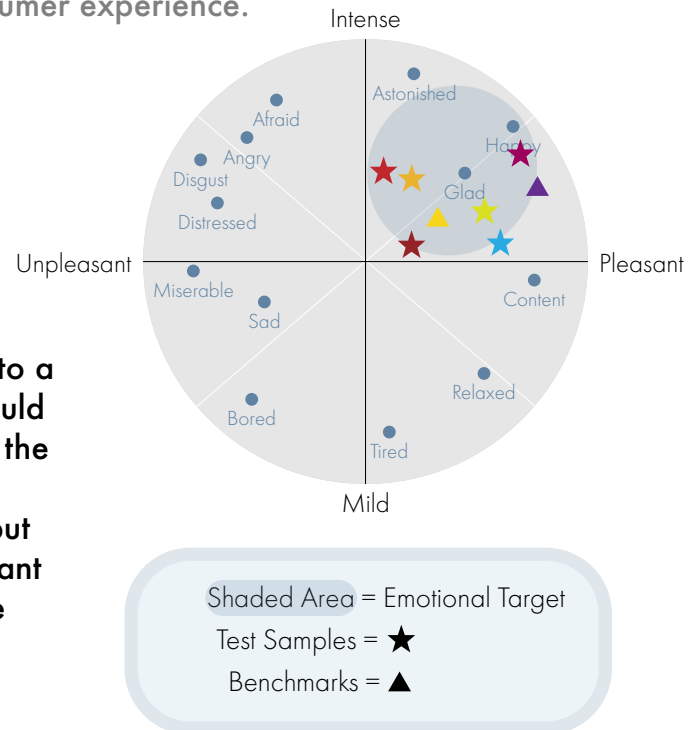 umer experience.
Intense
Astonished
Afraid
Happy
Angry
Disgust
Glad
Distressed
Unpleasant
Pleasant
Miserable
Content
Sad
to a
uld
Relaxed
Bored
the
Tired
Mild
out
ant
e
Shaded Area = Emotional Target
Test Samples =
Benchmarks =